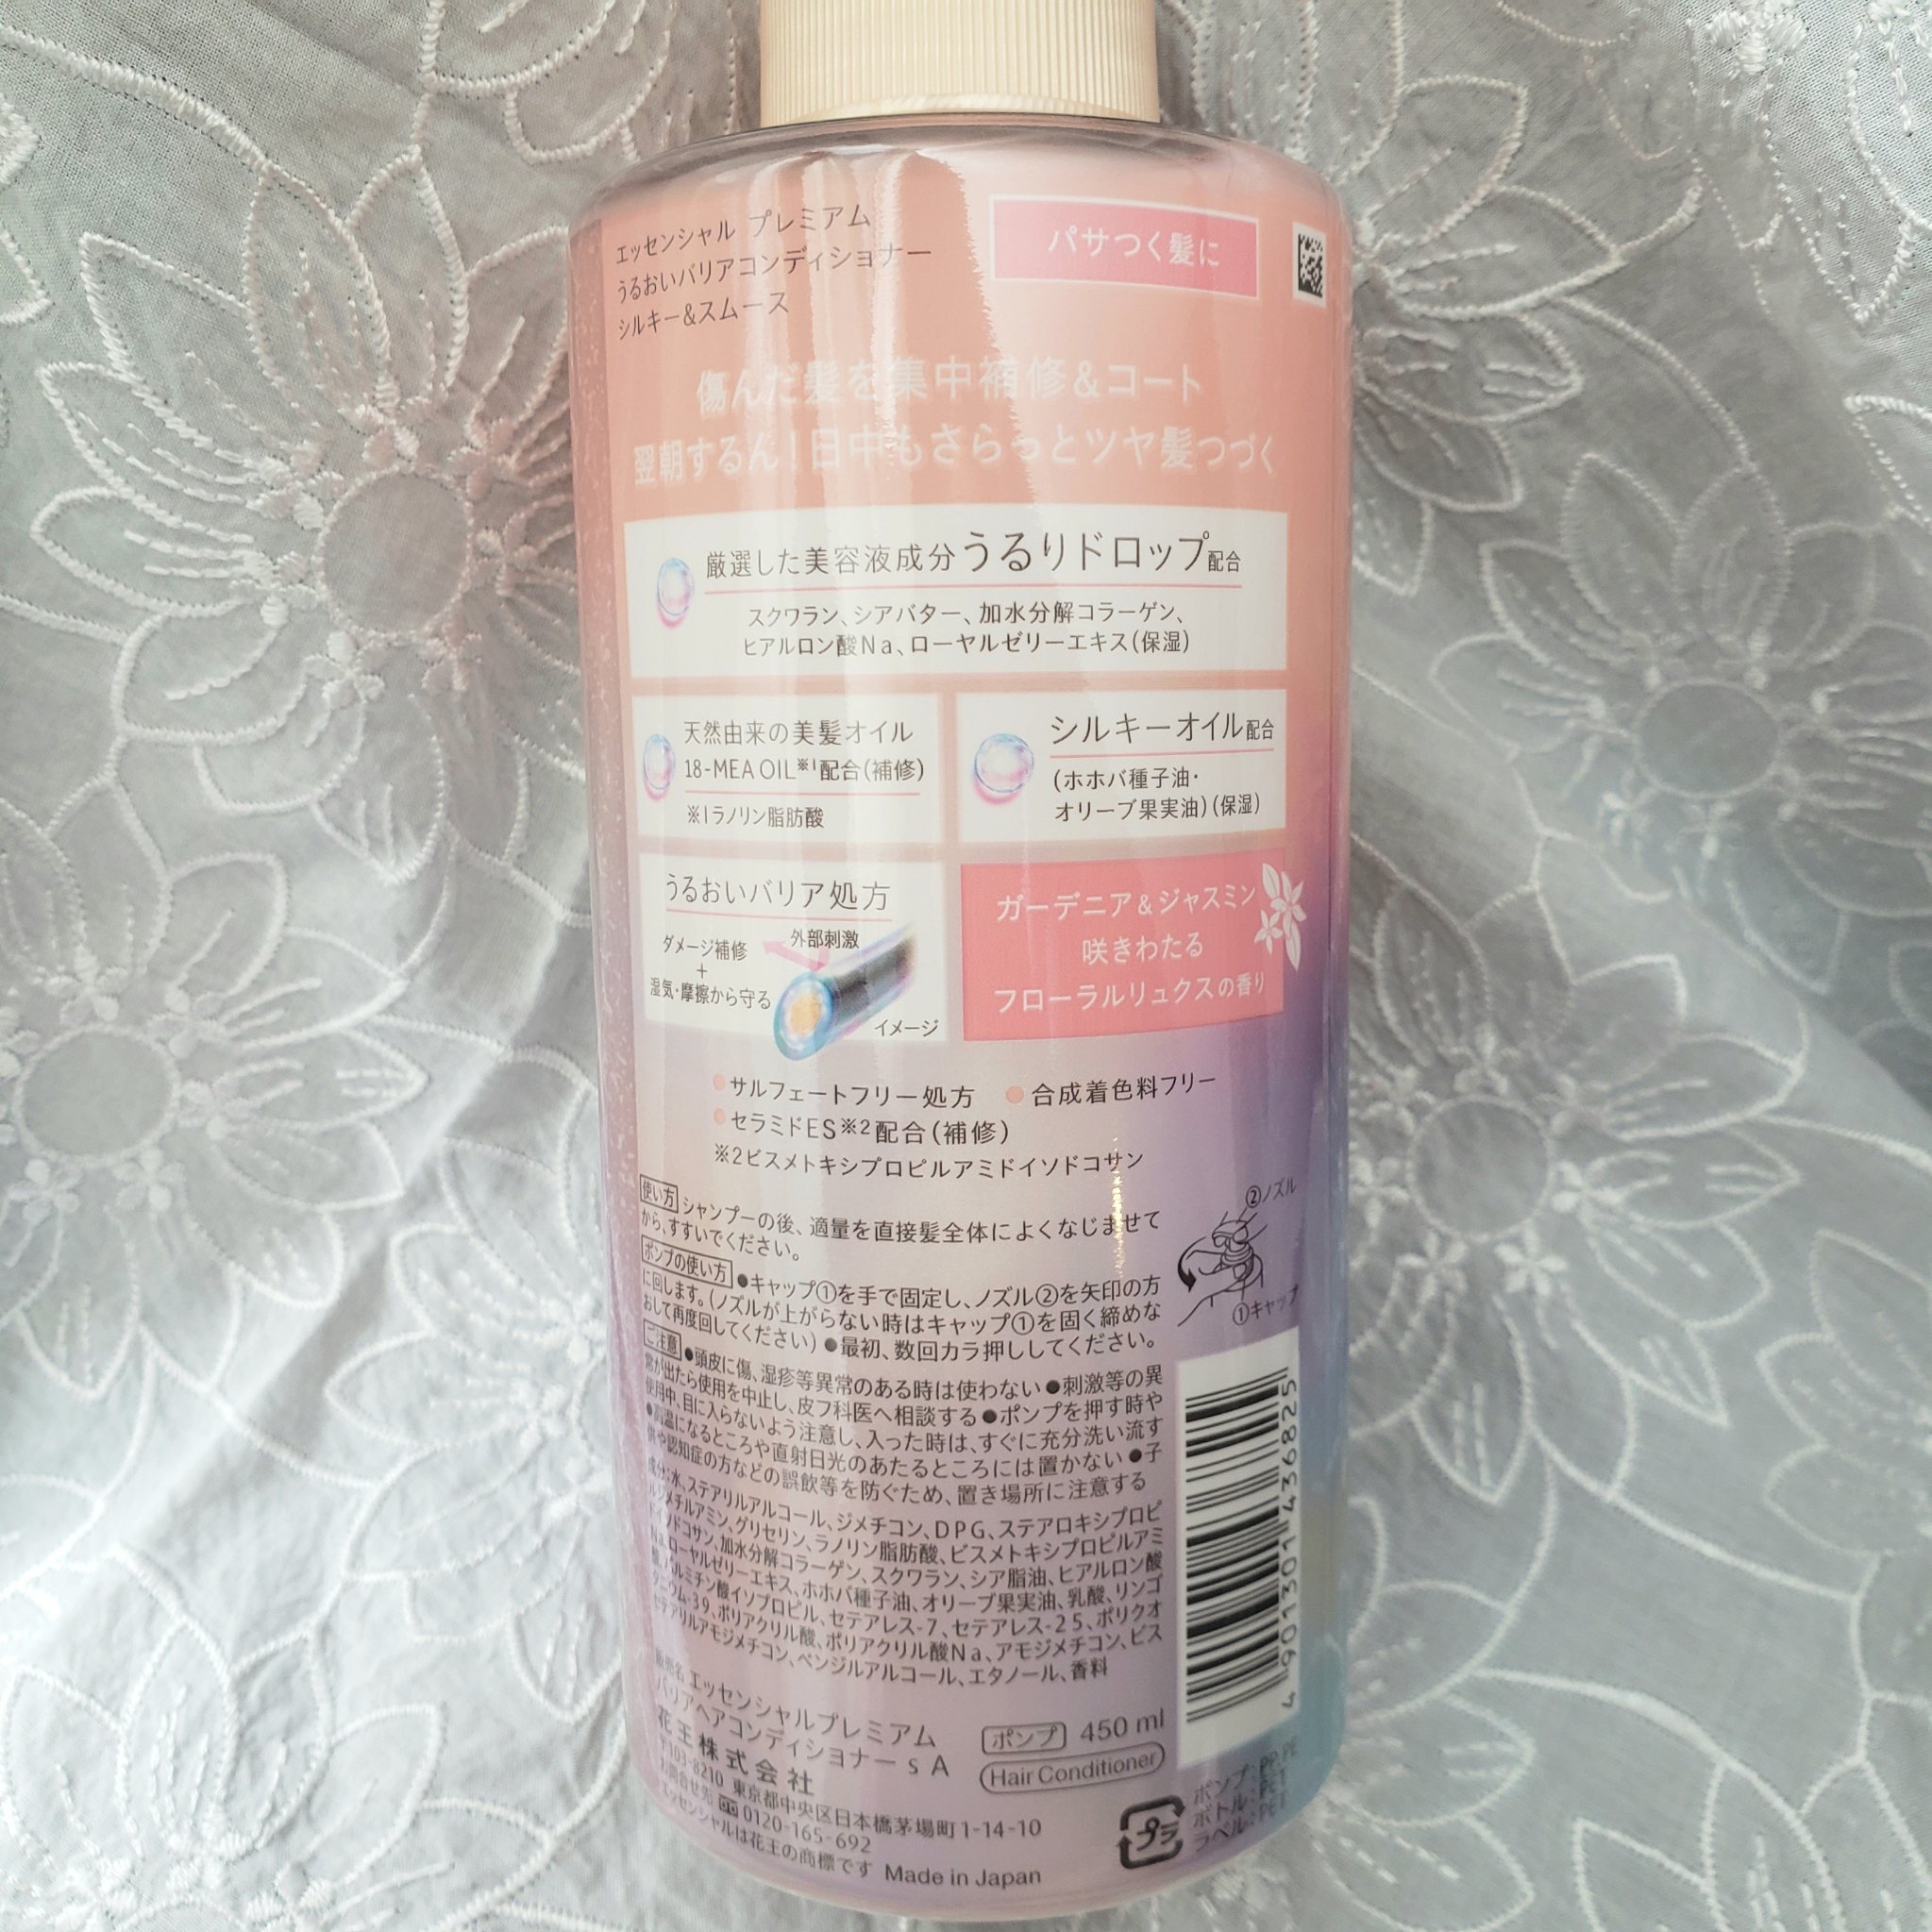 エッセンシャル プレミアム
うるおいバリアコンディショナー
シルキー&スムース
パサつく髪に
傷んだ髪を集中補修&コート
翌朝するん!日中もさらっとツヤ髪つづく
厳選した美容液成分うるりドロップ配合
スクワラン、シアバター、加水分解コラーゲン、
ヒアルロン酸Na、ローヤルゼリーエキス(保湿)
天然由来の美髪オイル
18-MEA OIL※1配合(補修)
※1ラノリン脂肪酸
シルキーオイル配合
(ホホバ種子油・
オリーブ果実油)(保湿)
うるおいバリア処方
ダメージ補修
+
湿気・摩擦から守る
外部刺激
イメージ
ガーデニア&ジャスミン
咲きわたる
フローラルリュクスの香り
●サルフェートフリー処方 ●合成着色料フリー
●セラミドES※2配合(補修)
※2ビスメトキシプロピルアミドイソドコサン
使い方 シャンプーの後、適量を直接髪全体によくなじませて
から、すすいでください。
ポンプの使い方 ●キャップ①を手で固定し、ノズル②を矢印の方
に回します。(ノズルが上がらない時はキャップ①を固く締めな
おして再度回してください) ●最初、数回カラ押ししてください。
②ノズル
①キャップ
ご注意 ●頭皮に傷、湿疹等異常のある時は使わない ●刺激等の異
常が出たら使用を中止し、皮フ科医へ相談する ●ポンプを押す時や
使用中、目に入らないよう注意し、入った時は、すぐに充分洗い流す
●高温になるところや直射日光のあたるところには置かない ●子
供や認知症の方などの誤飲等を防ぐため、置き場所に注意する
成分:水、ステアリルアルコール、ジメチコン、DPG、ステアロキシプロピ
ルジメチルアミン、グリセリン、ラノリン脂肪酸、ビスメトキシプロピルアミ
ドイソドコサン、加水分解コラーゲン、スクワラン、シア脂油、ヒアルロン酸
Na、ローヤルゼリーエキス、ホホバ種子油、オリーブ果実油、乳酸、リンゴ
酸、パルミチン酸イソプロピル、セテアレス-7、セテアレス-25、ポリクオ
タニウム-39、ポリアクリル酸、ポリアクリル酸Na、アモジメチコン、ビス
セテアリルアモジメチコン、ベンジルアルコール、エタノール、香料
4901301436825
販売名 エッセンシャルプレミアム
バリアヘアコンディショナー s A
花王株式会社
〒103-8210 東京都中央区日本橋茅場町1-14-10
お問合せ先 0120-165-692
エッセンシャルは花王の商標です Made in Japan
ポンプ 450 ml
Hair Conditioner
プラ
ポンプ:PP,PE
ボトル:PET
ラベル:PET